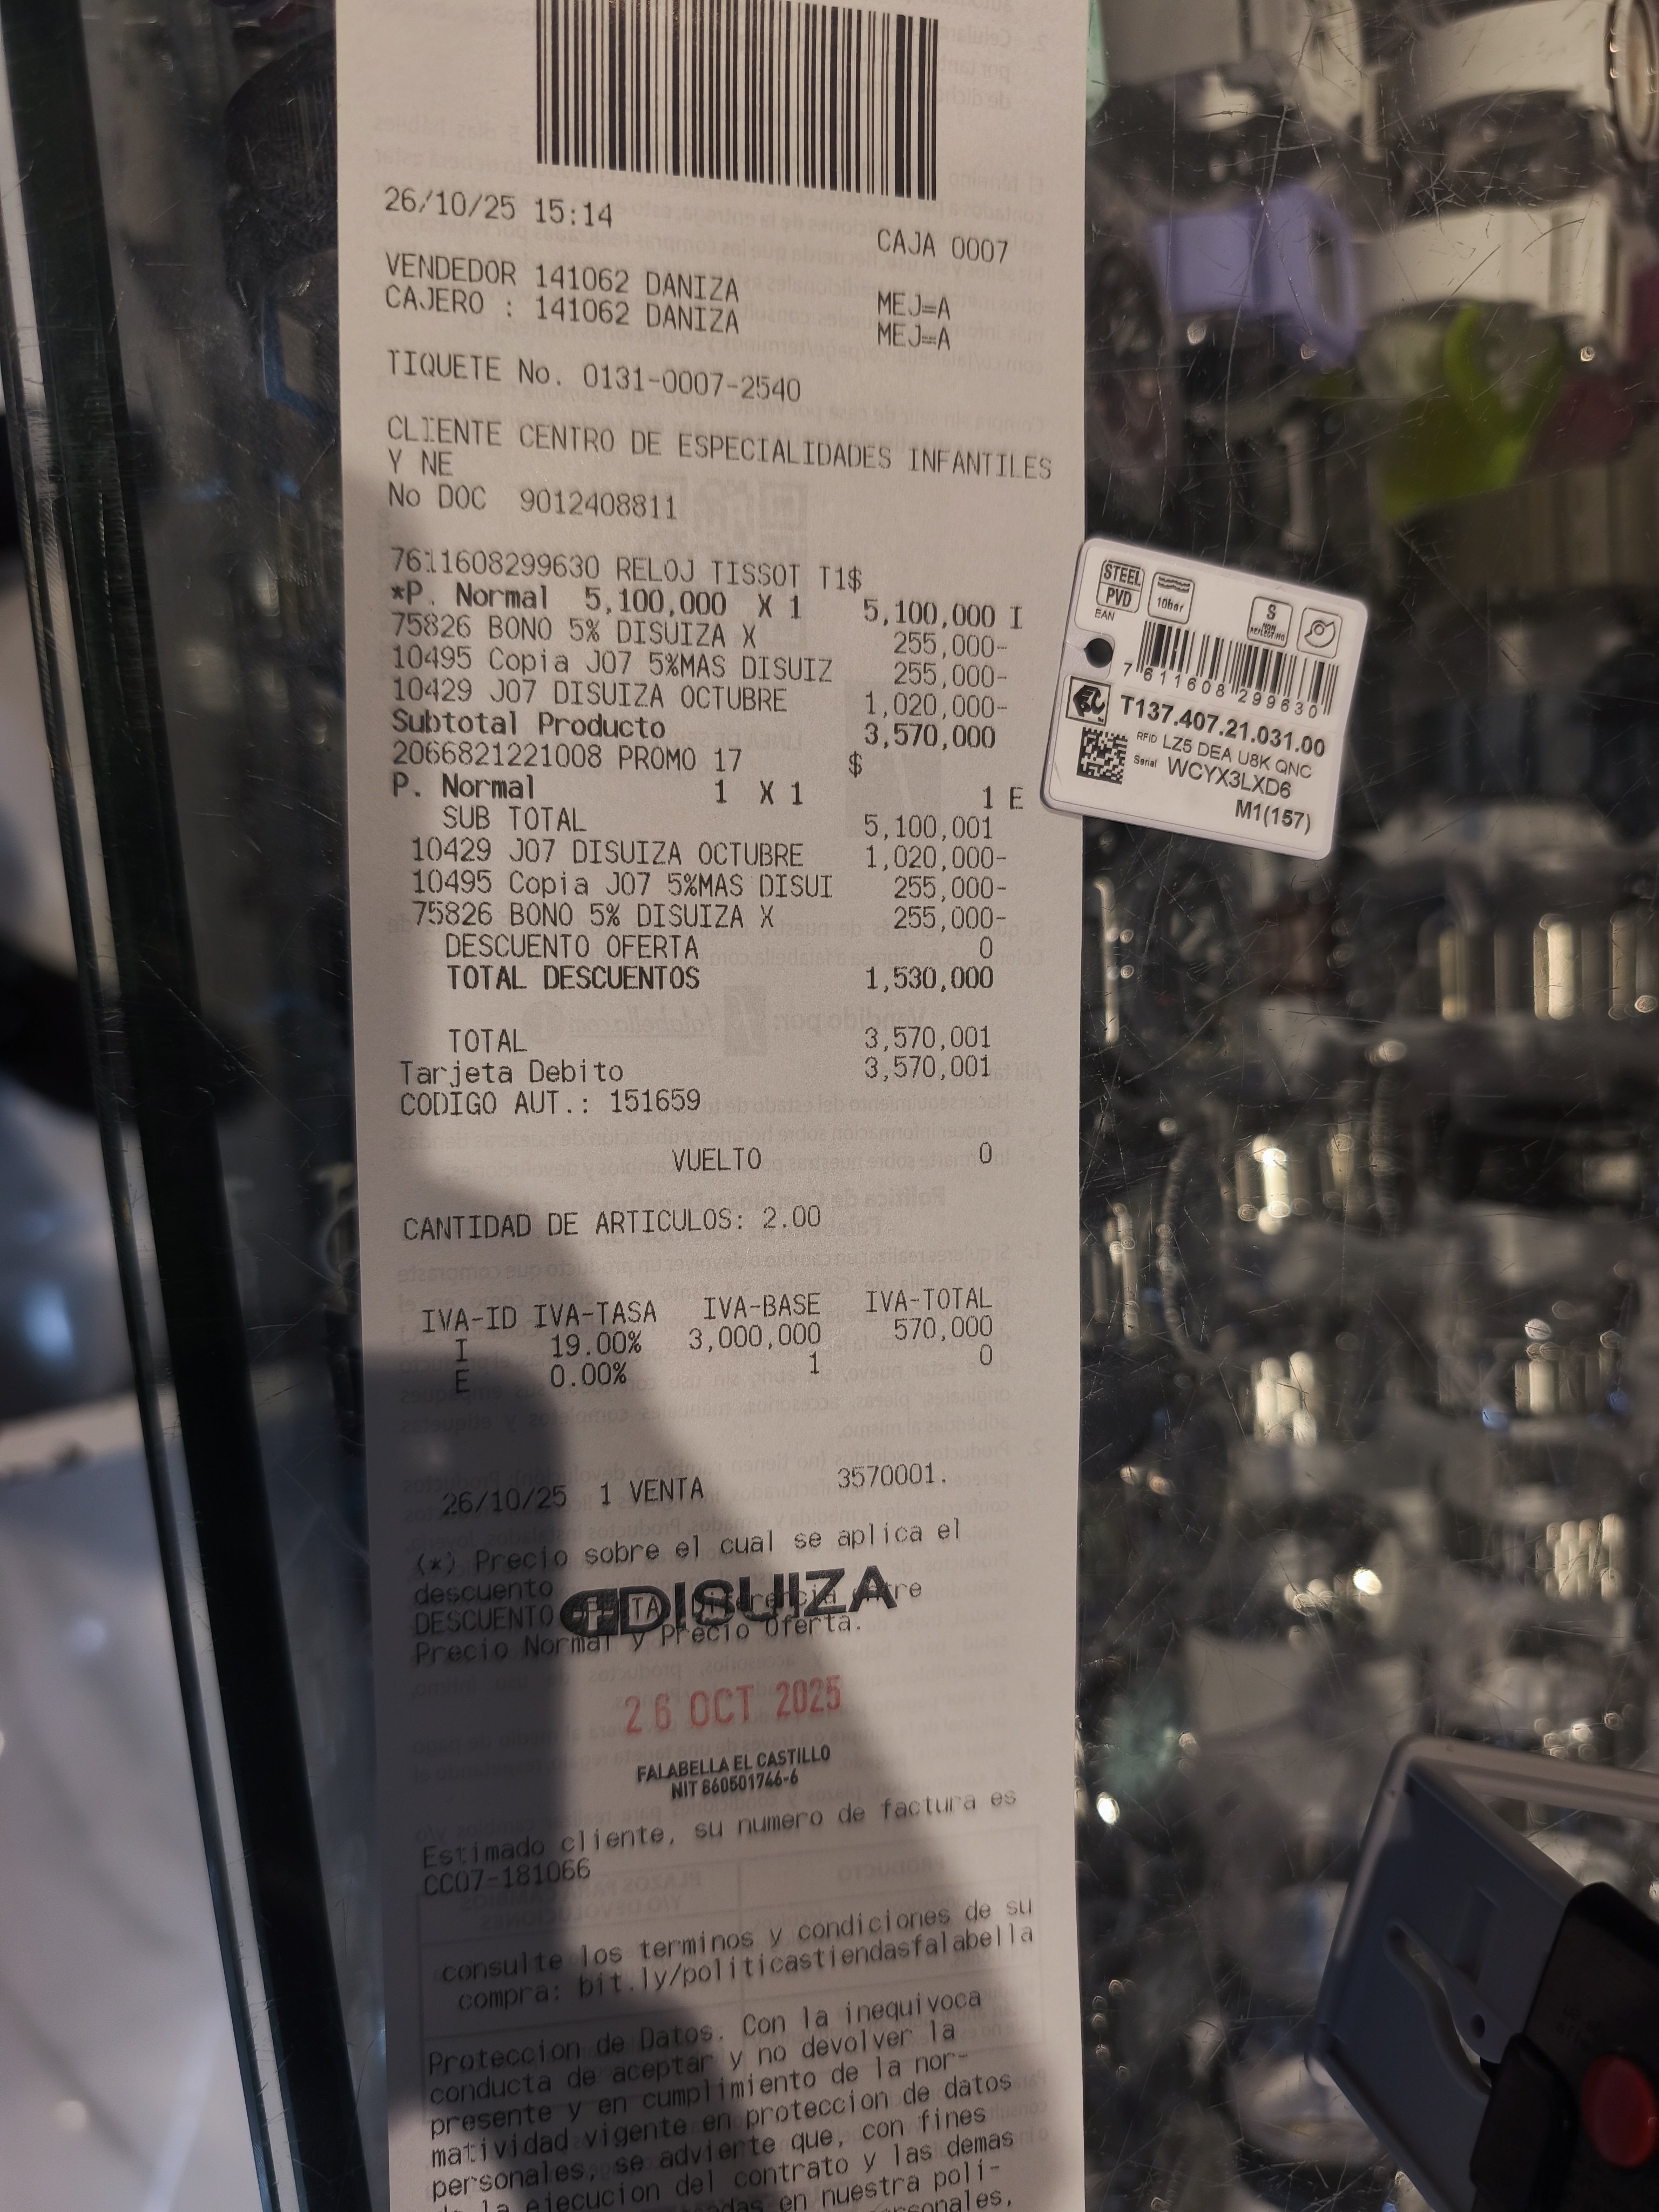 26/10/25 15:14
CAJA 0007
VENDEDOR 141062 DANIZA MEJ=A
CAJERO : 141062 DANIZA MEJ=A
TIQUETE No. 0131-0007-2540
CLIENTE CENTRO DE ESPECIALIDADES INFANTILES
Y NE
No DOC 9012408811
7611608299630 RELOJ TISSOT T1$
*P. Normal 5,100,000 X 1 5,100,000 I
75826 BONO 5% DISUIZA X 255,000-
10495 Copia J07 5%MAS DISUIZ 255,000-
10429 J07 DISUIZA OCTUBRE 1,020,000-
Subtotal Producto 3,570,000
2066821221008 PROMO 17 $
P. Normal 1 X 1 1 E
SUB TOTAL 5,100,001
10429 J07 DISUIZA OCTUBRE 1,020,000-
10495 Copia J07 5%MAS DISUI 255,000-
75826 BONO 5% DISUIZA X 255,000-
DESCUENTO OFERTA 0
TOTAL DESCUENTOS 1,530,000
TOTAL 3,570,001
Tarjeta Debito 3,570,001
CODIGO AUT.: 151659
VUELTO 0
CANTIDAD DE ARTICULOS: 2.00
IVA-ID IVA-TASA IVA-BASE IVA-TOTAL
I 19.00% 3,000,000 570,000
E 0.00% 1 0
26/10/25 1 VENTA 3570001.
(*) Precio sobre el cual se aplica el
descuento
DISUIZA
DESCUENTO OFERTA: Diferencia entre
Precio Normal y Precio Oferta.
26 OCT 2025
FALABELLA EL CASTILLO
NIT 860501746-6
Estimado cliente, su numero de factura es
CC07-181066
consulte los terminos y condiciones de su
compra: bit.ly/politicastiendasfalabella
Proteccion de Datos. Con la inequivoca
conducta de aceptar y no devolver la
presente y en cumplimiento de la nor-
matividad vigente en proteccion de datos
personales, se advierte que, con fines
de la ejecucion del contrato y las demas
en nuestra poli-
STEEL
PVD
10bar
S
NON
REFLECTING
EAN
7 611608 299630
T137.407.21.031.00
RFID LZ5 DEA U8K QNC
Serial WCYX3LXD6
M1(157)